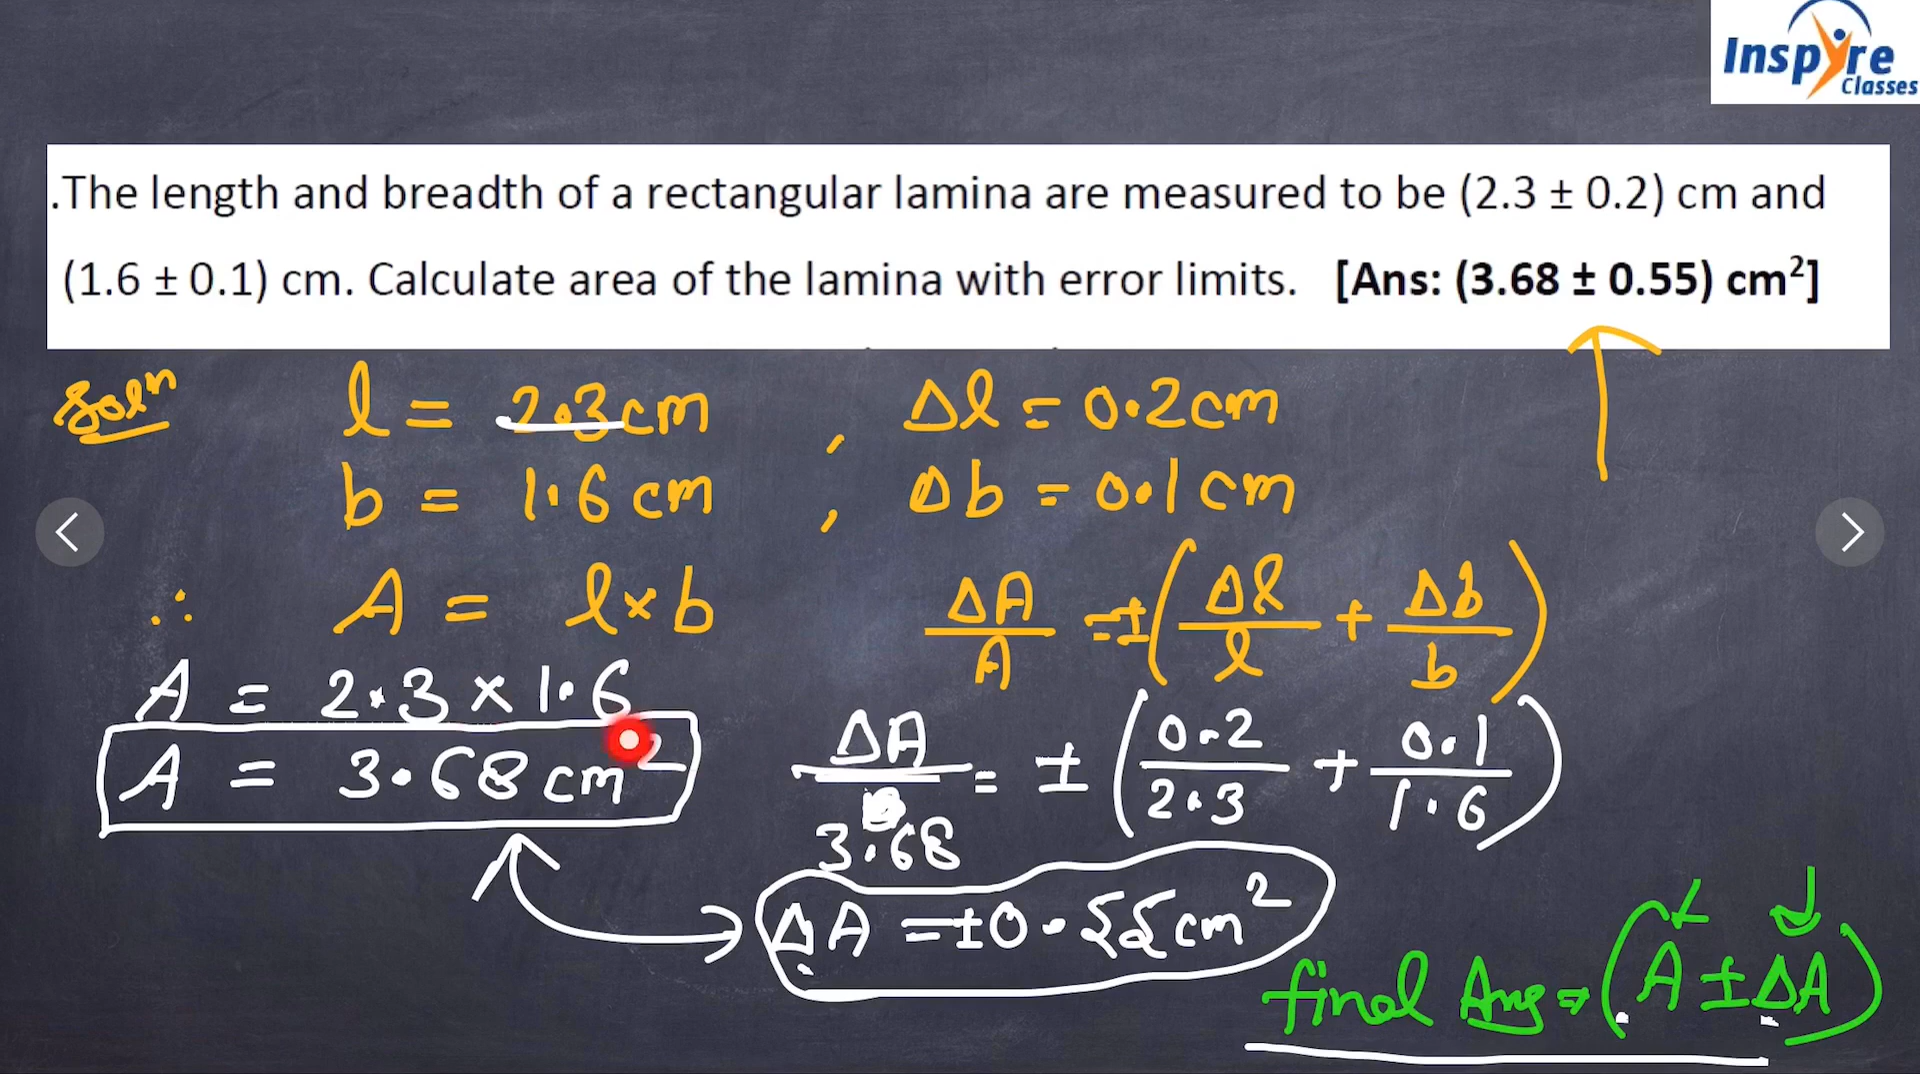 Inspyre
Classes
.The length and breadth of a rectangular lamina are measured to be (2.3 ± 0.2) cm and
(1.6 ± 0.1) cm. Calculate area of the lamina with error limits. [Ans: (3.68 ± 0.55) cm²]
Solⁿ l = 2.3cm , Δl = 0.2cm
b = 1.6 cm , Δb = 0.1 cm
∴ A = l×b ΔA/A = ±(Δl/l + Δb/b)
A = 2.3 × 1.6
A = 3.68 cm² ΔA/3.68 = ±(0.2/2.3 + 0.1/1.6)
ΔA = ±0.55cm²
final Ans ⇒ (A ± ΔA)